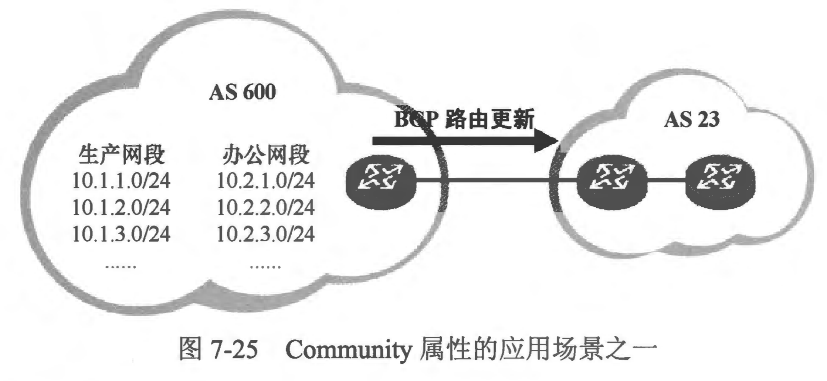 AS 600
BGP 路由更新
AS 23
生产网段 办公网段
10.1.1.0/24 10.2.1.0/24
10.1.2.0/24 10.2.2.0/24
10.1.3.0/24 10.2.3.0/24
...... ......
图 7-25 Community 属性的应用场景之一